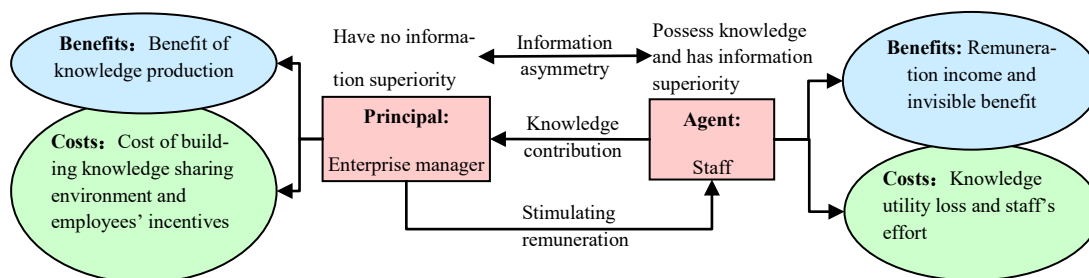 Benefits：Benefit of
knowledge production
Costs：Cost of build-
ing knowledge sharing
environment and
employees’ incentives
Have no informa-
tion superiority
Principal:
Enterprise manager
Information
asymmetry
Knowledge
contribution
Stimulating
remuneration
Possess knowledge
and has information
superiority
Agent:
Staff
Benefits: Remunera-
tion income and
invisible benefit
Costs：Knowledge
utility loss and staff’s
effort